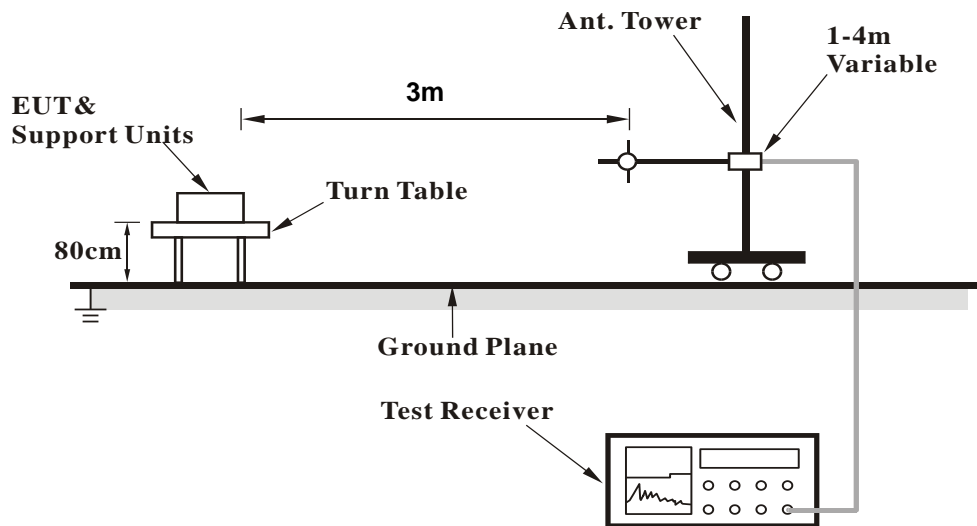 Ant. Tower
1-4m
Variable
3m
EUT&
Support Units
Turn Table
80cm
Ground Plane
Test Receiver